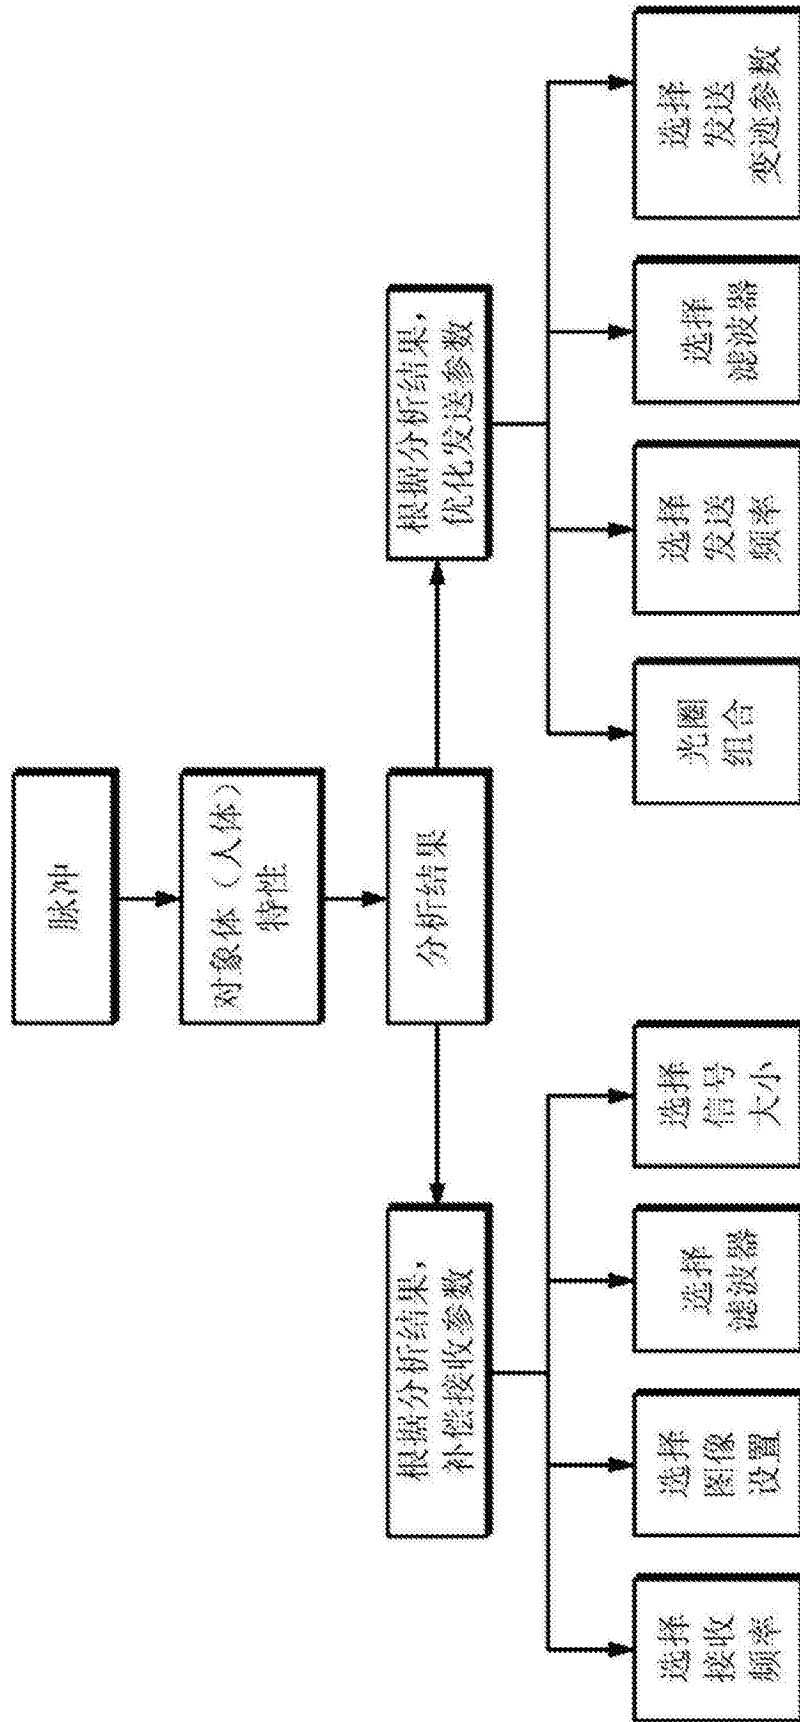 脉冲
对象体（人体）
特性
分析结果
根据分析结果，
补偿接收参数
根据分析结果，
优化发送参数
选择
接收
频率
选择
图像
设置
选择
滤波器
选择
信号
大小
光圈
组合
选择
发送
频率
选择
滤波器
选择
发送
变迹参数